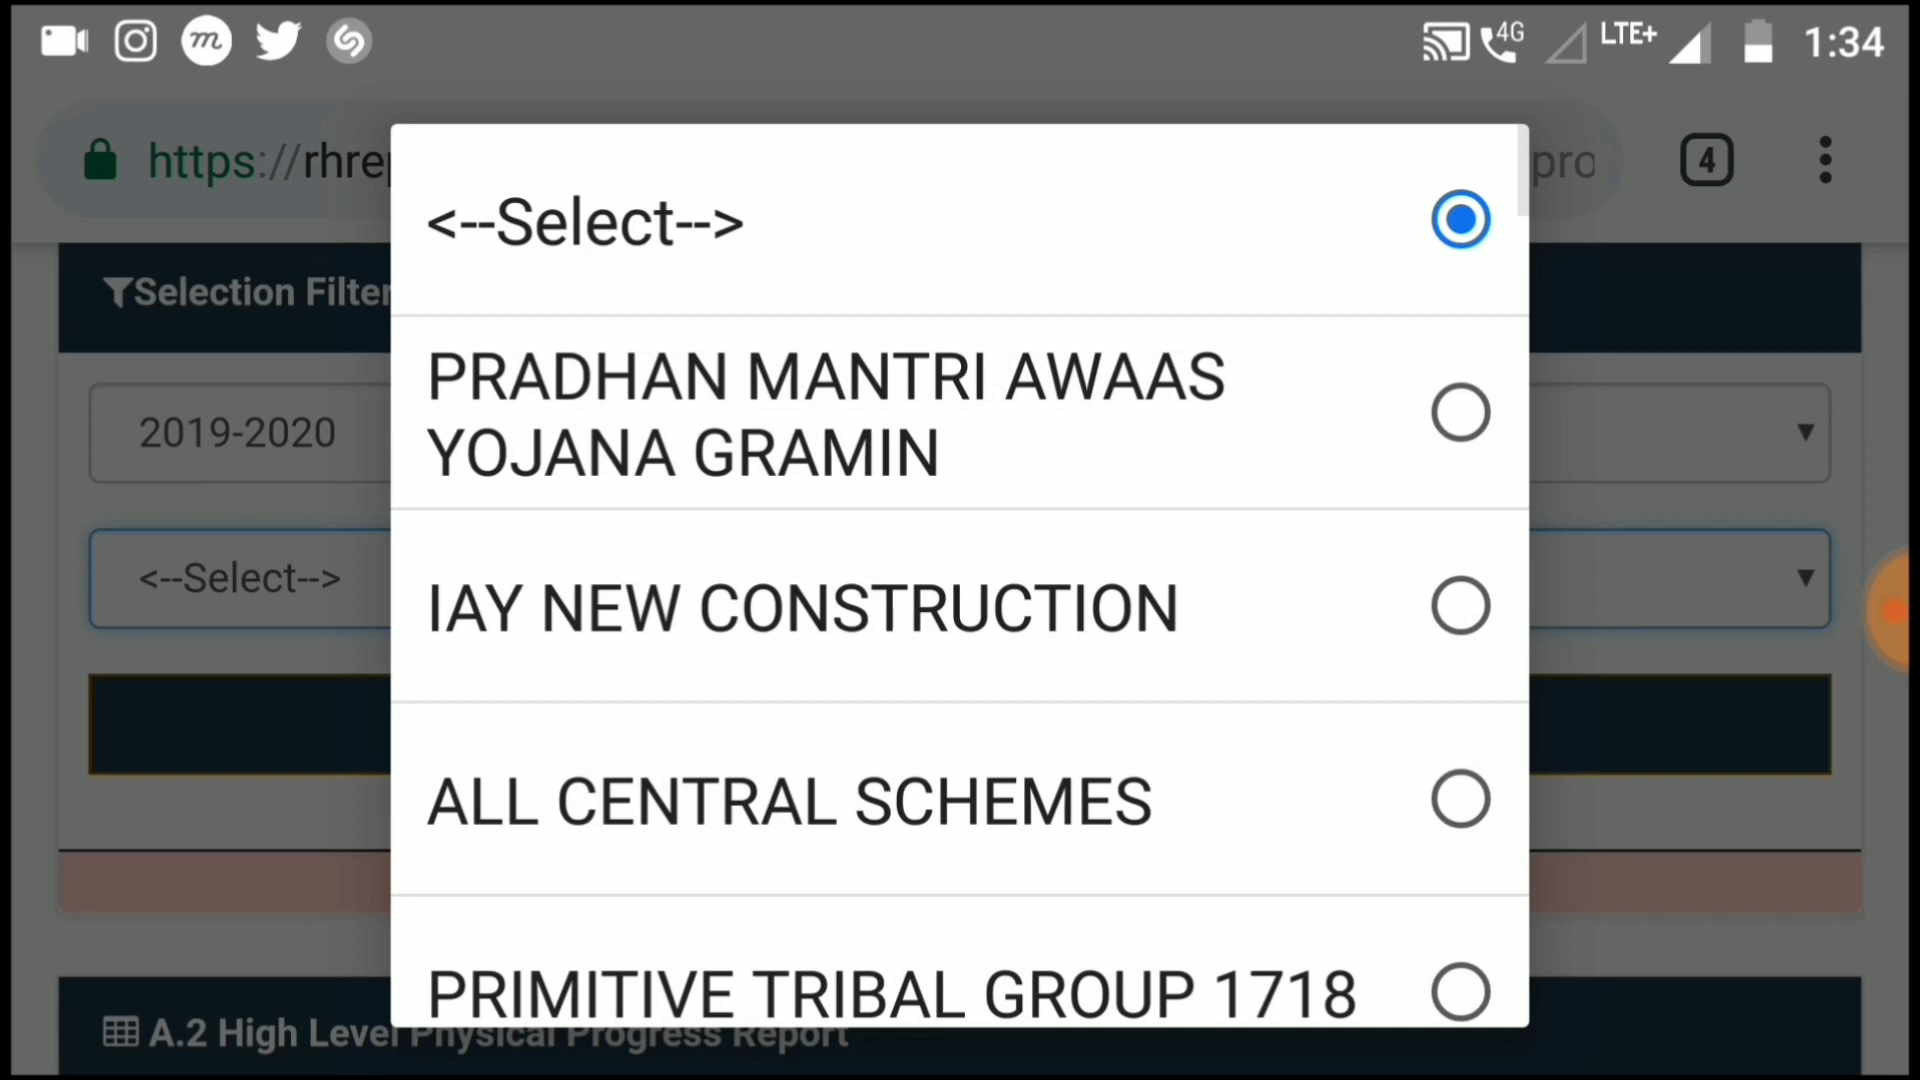 4G LTE+ 1:34
https://rhrep
pro
4
Selection Filter
2019-2020
<--Select-->
<--Select-->
PRADHAN MANTRI AWAAS
YOJANA GRAMIN
IAY NEW CONSTRUCTION
ALL CENTRAL SCHEMES
PRIMITIVE TRIBAL GROUP 1718
A.2 High Level Physical Progress Report